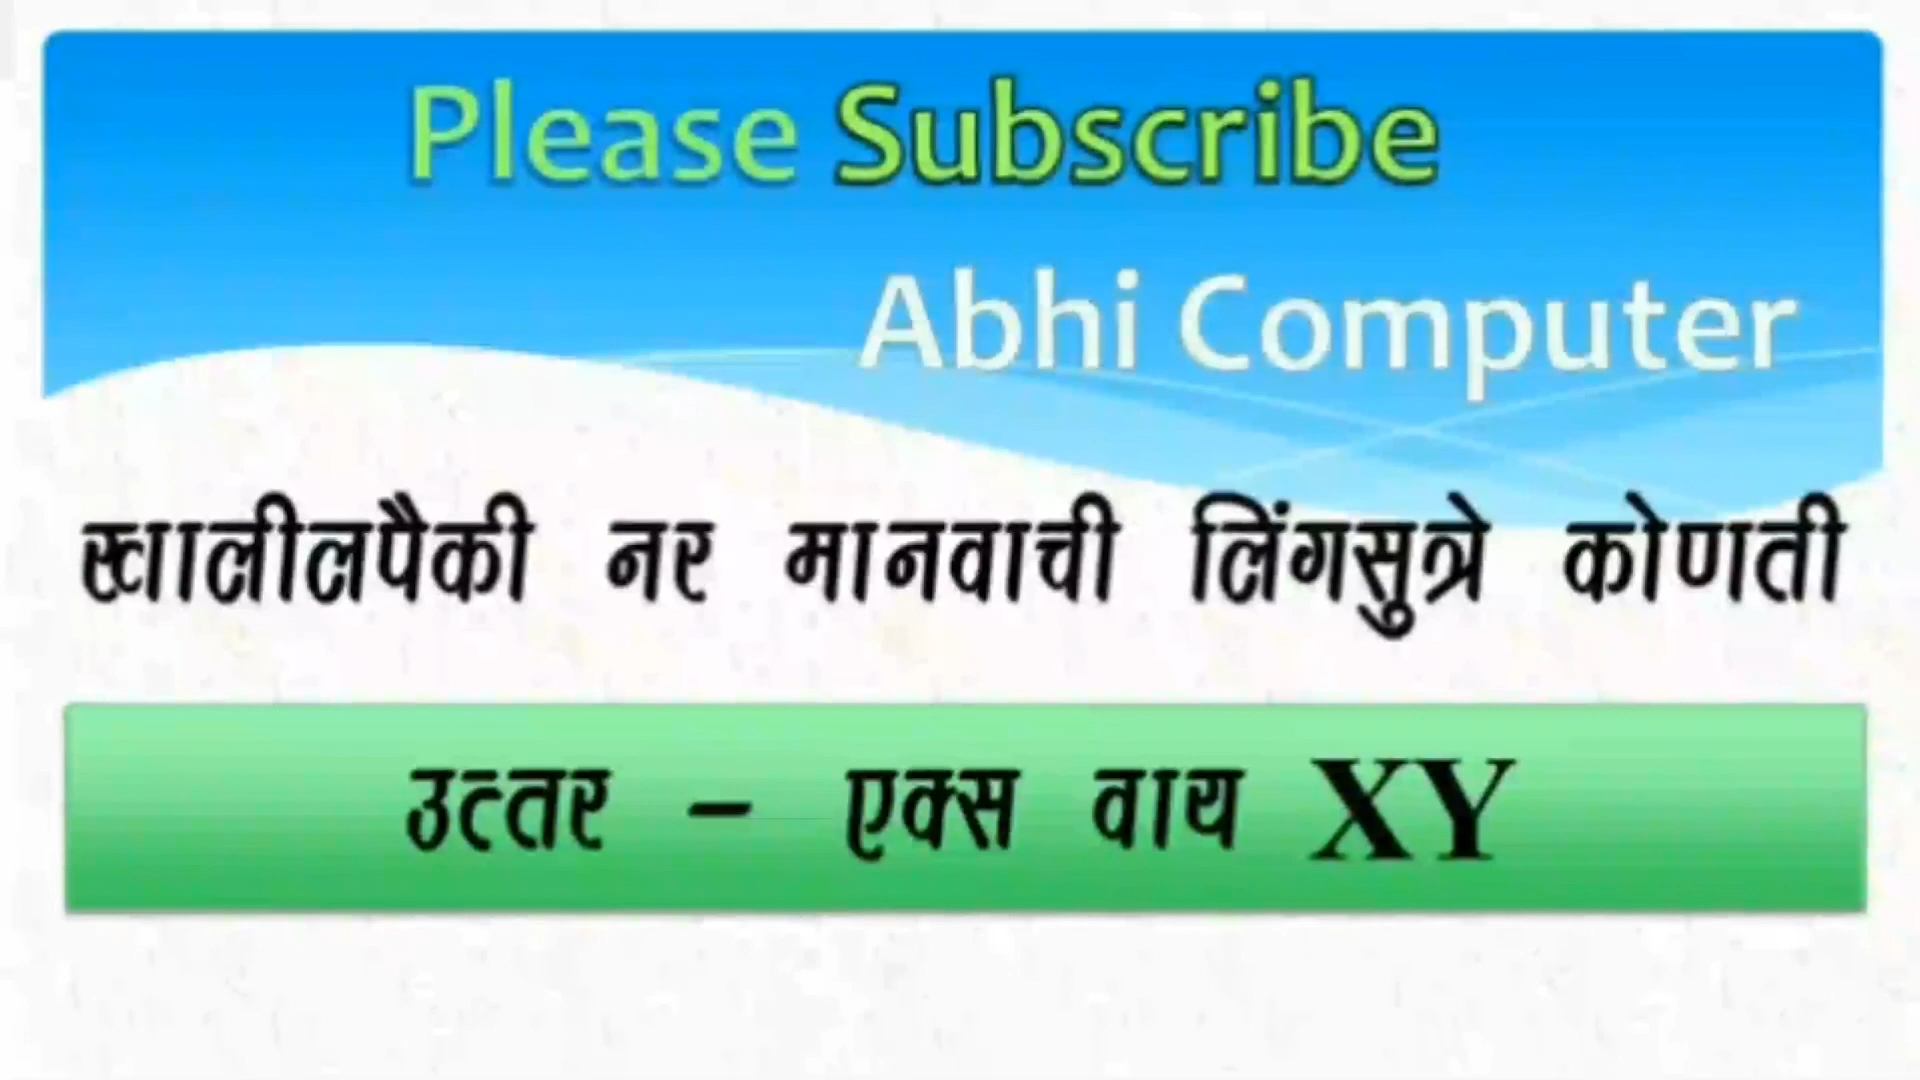 Please Subscribe
Abhi Computer
खालीलपैकी नर मानवाची लिंगसुत्रे कोणती
उत्तर – एक्स वाय XY